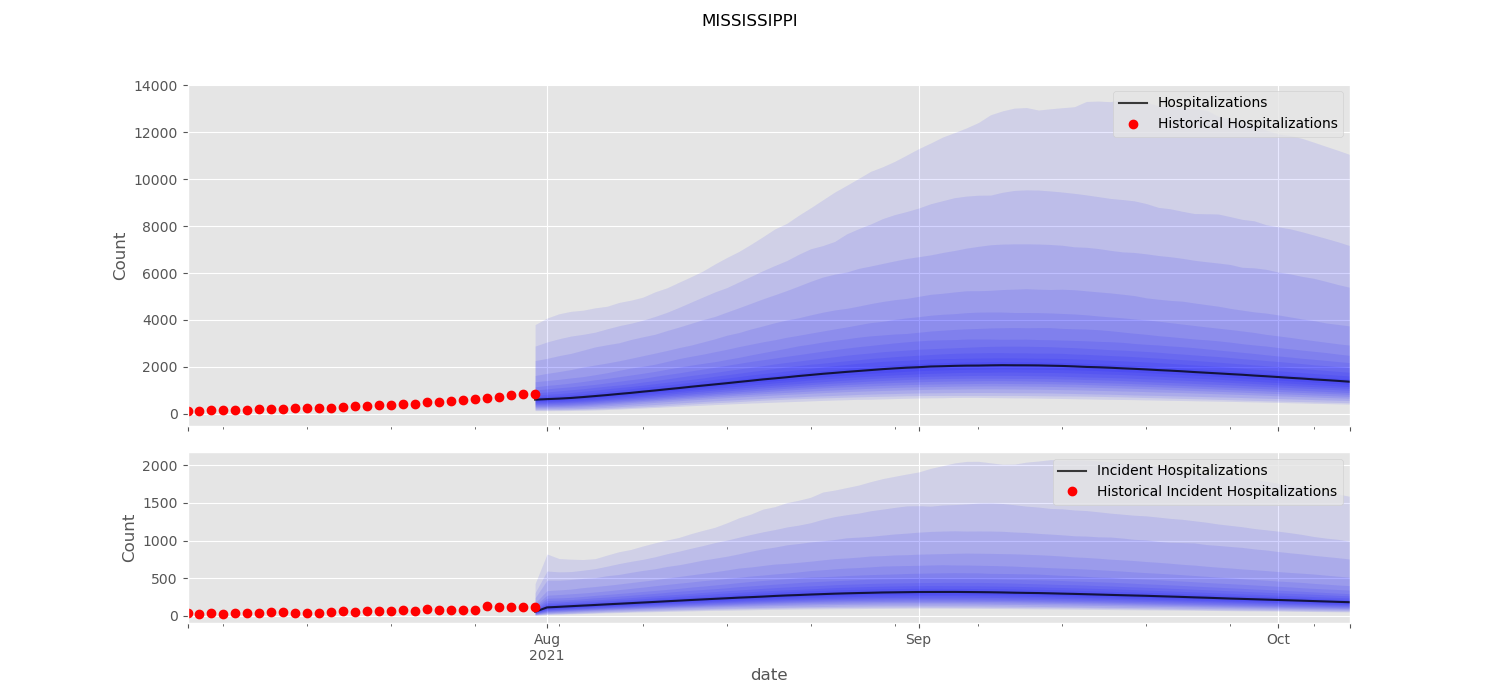 MISSISSIPPI
14000
12000
10000
8000
6000
4000
2000
0
Count
Hospitalizations
Historical Hospitalizations
2000
1500
1000
500
0
Count
Incident Hospitalizations
Historical Incident Hospitalizations
Aug
2021
Sep
Oct
date